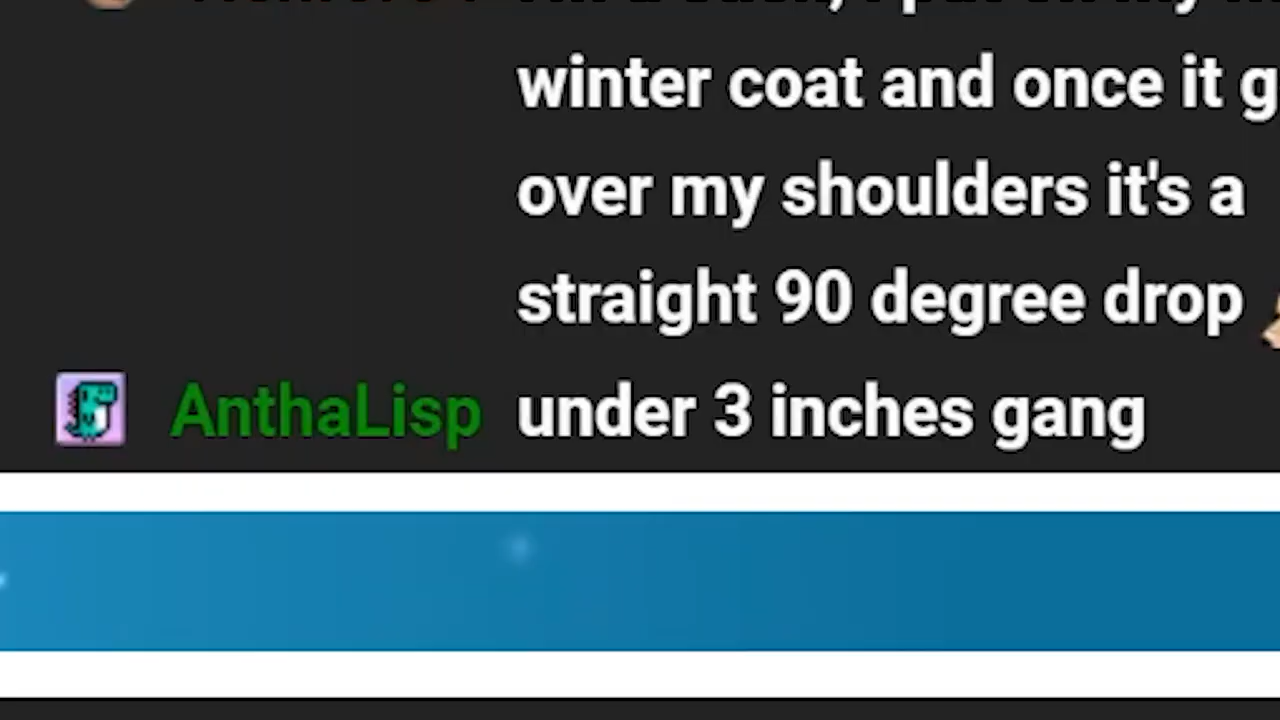 winter coat and once it
over my shoulders it's a
straight 90 degree drop
AnthaLisp under 3 inches gang